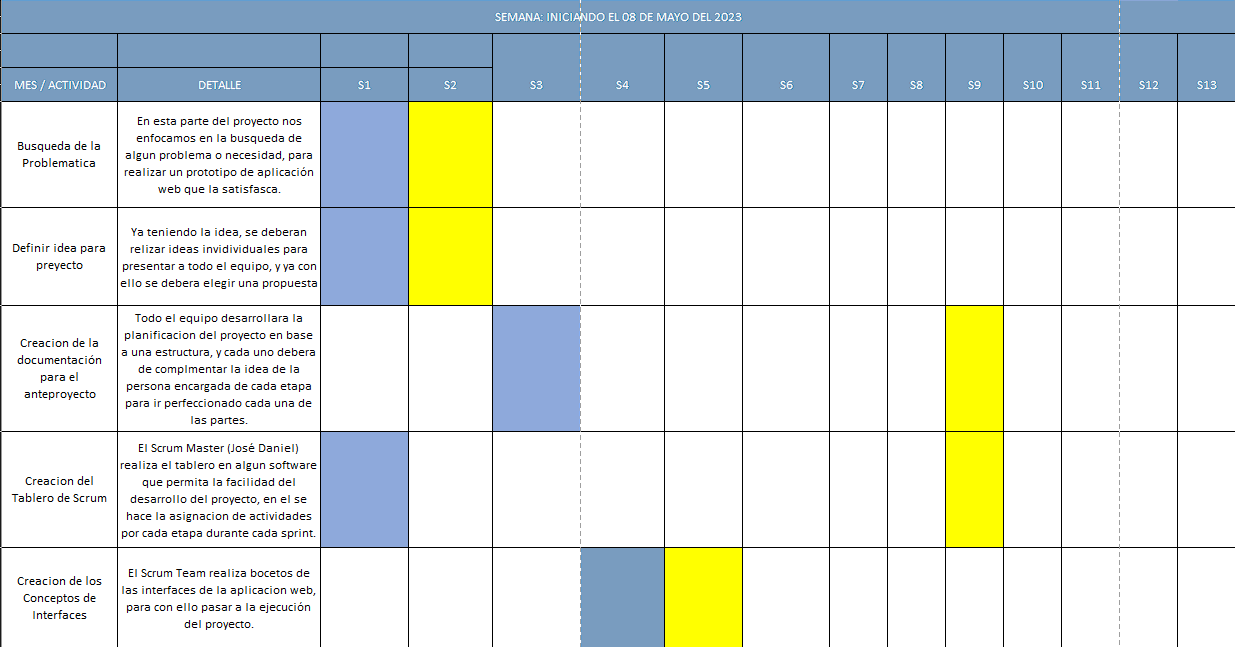 SEMANA: INICIANDO EL 08 DE MAYO DEL 2023
MES / ACTIVIDAD DETALLE S1 S2 S3 S4 S5 S6 S7 S8 S9 S10 S11 S12 S13
Busqueda de la
Problematica
En esta parte del proyecto nos
enfocamos en la busqueda de
algun problema o necesidad, para
realizar un prototipo de aplicación
web que la satisfasca.
Definir idea para
preyecto
Ya teniendo la idea, se deberan
relizar ideas invidividuales para
presentar a todo el equipo, y ya con
ello se debera elegir una propuesta
Creacion de la
documentación
para el
anteproyecto
Todo el equipo desarrollara la
planificacion del proyecto en base
a una estructura, y cada uno debera
de complmentar la idea de la
persona encargada de cada etapa
para ir perfeccionado cada una de
las partes.
Creacion del
Tablero de Scrum
El Scrum Master (José Daniel)
realiza el tablero en algun software
que permita la facilidad del
desarrollo del proyecto, en el se
hace la asignacion de actividades
por cada etapa durante cada sprint.
Creacion de los
Conceptos de
Interfaces
El Scrum Team realiza bocetos de
las interfaces de la aplicacion web,
para con ello pasar a la ejecución
del proyecto.